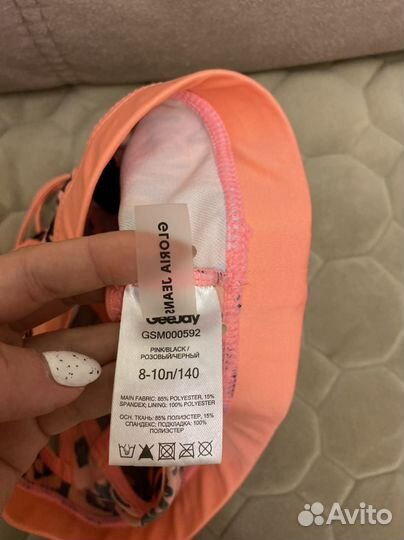 GLORIA JEANS
GeeJay
GSM000592
PINK/BLACK /
РОЗОВЫЙ/ЧЕРНЫЙ
8-10л/140
MAIN FABRIC: 85% POLYESTER, 15%
SPANDEX; LINING: 100% POLYESTER
ОСН. ТКАНЬ: 85% ПОЛИЭСТЕР, 15%
СПАНДЕКС; ПОДКЛАДКА: 100%
ПОЛИЭСТЕР
Avito